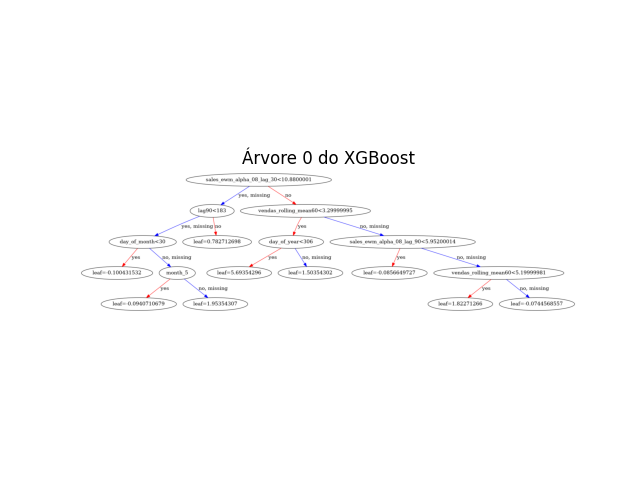 Árvore 0 do XGBoost
sales_ewm_alpha_08_lag_30<10.8800001
yes, missing
no
lag90<183
vendas_rolling_mean60<3.29999995
yes, missing
no
yes
no, missing
day_of_month<30
leaf=0.782712698
day_of_year<306
sales_ewm_alpha_08_lag_90<5.95200014
yes
no, missing
yes
no, missing
yes
no, missing
leaf=-0.100431532
month_5
leaf=5.69354296
leaf=1.50354302
leaf=-0.0856649727
vendas_rolling_mean60<5.19999981
yes
no, missing
yes
no, missing
leaf=-0.0940710679
leaf=1.95354307
leaf=1.82271266
leaf=-0.0744568557